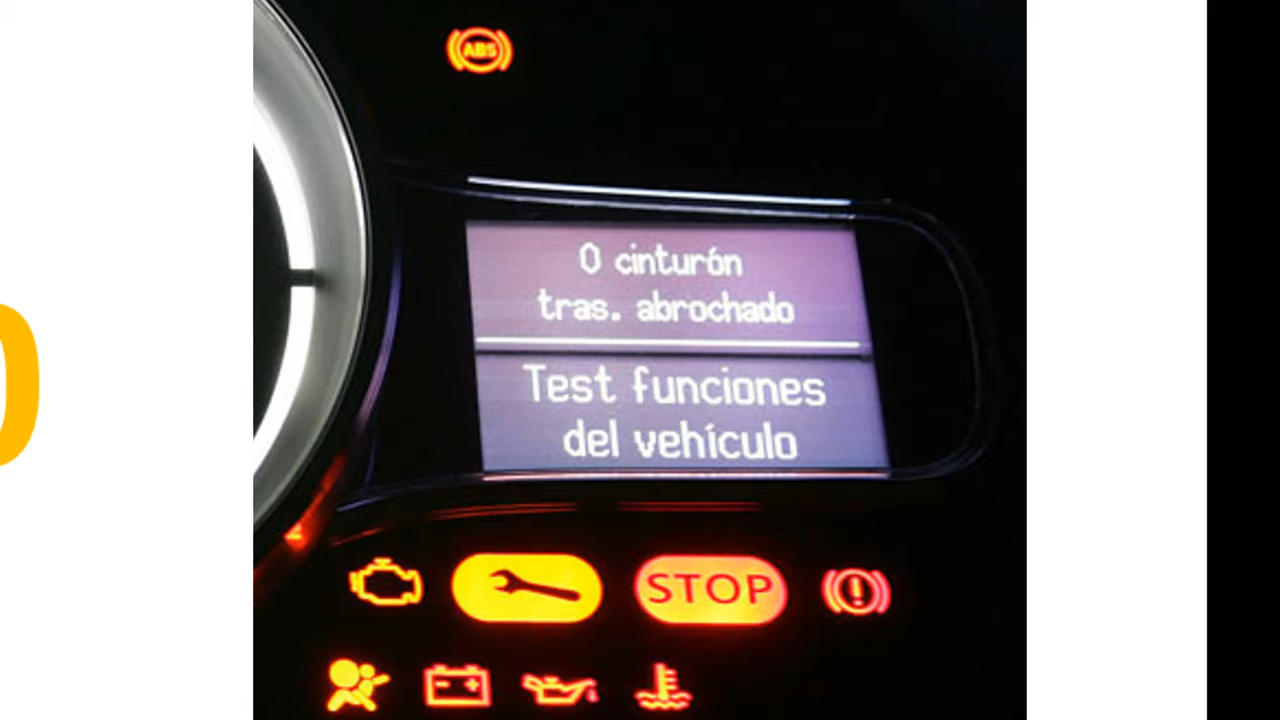 ABS
0 cinturón
tras. abrochado
Test funciones
del vehículo
STOP